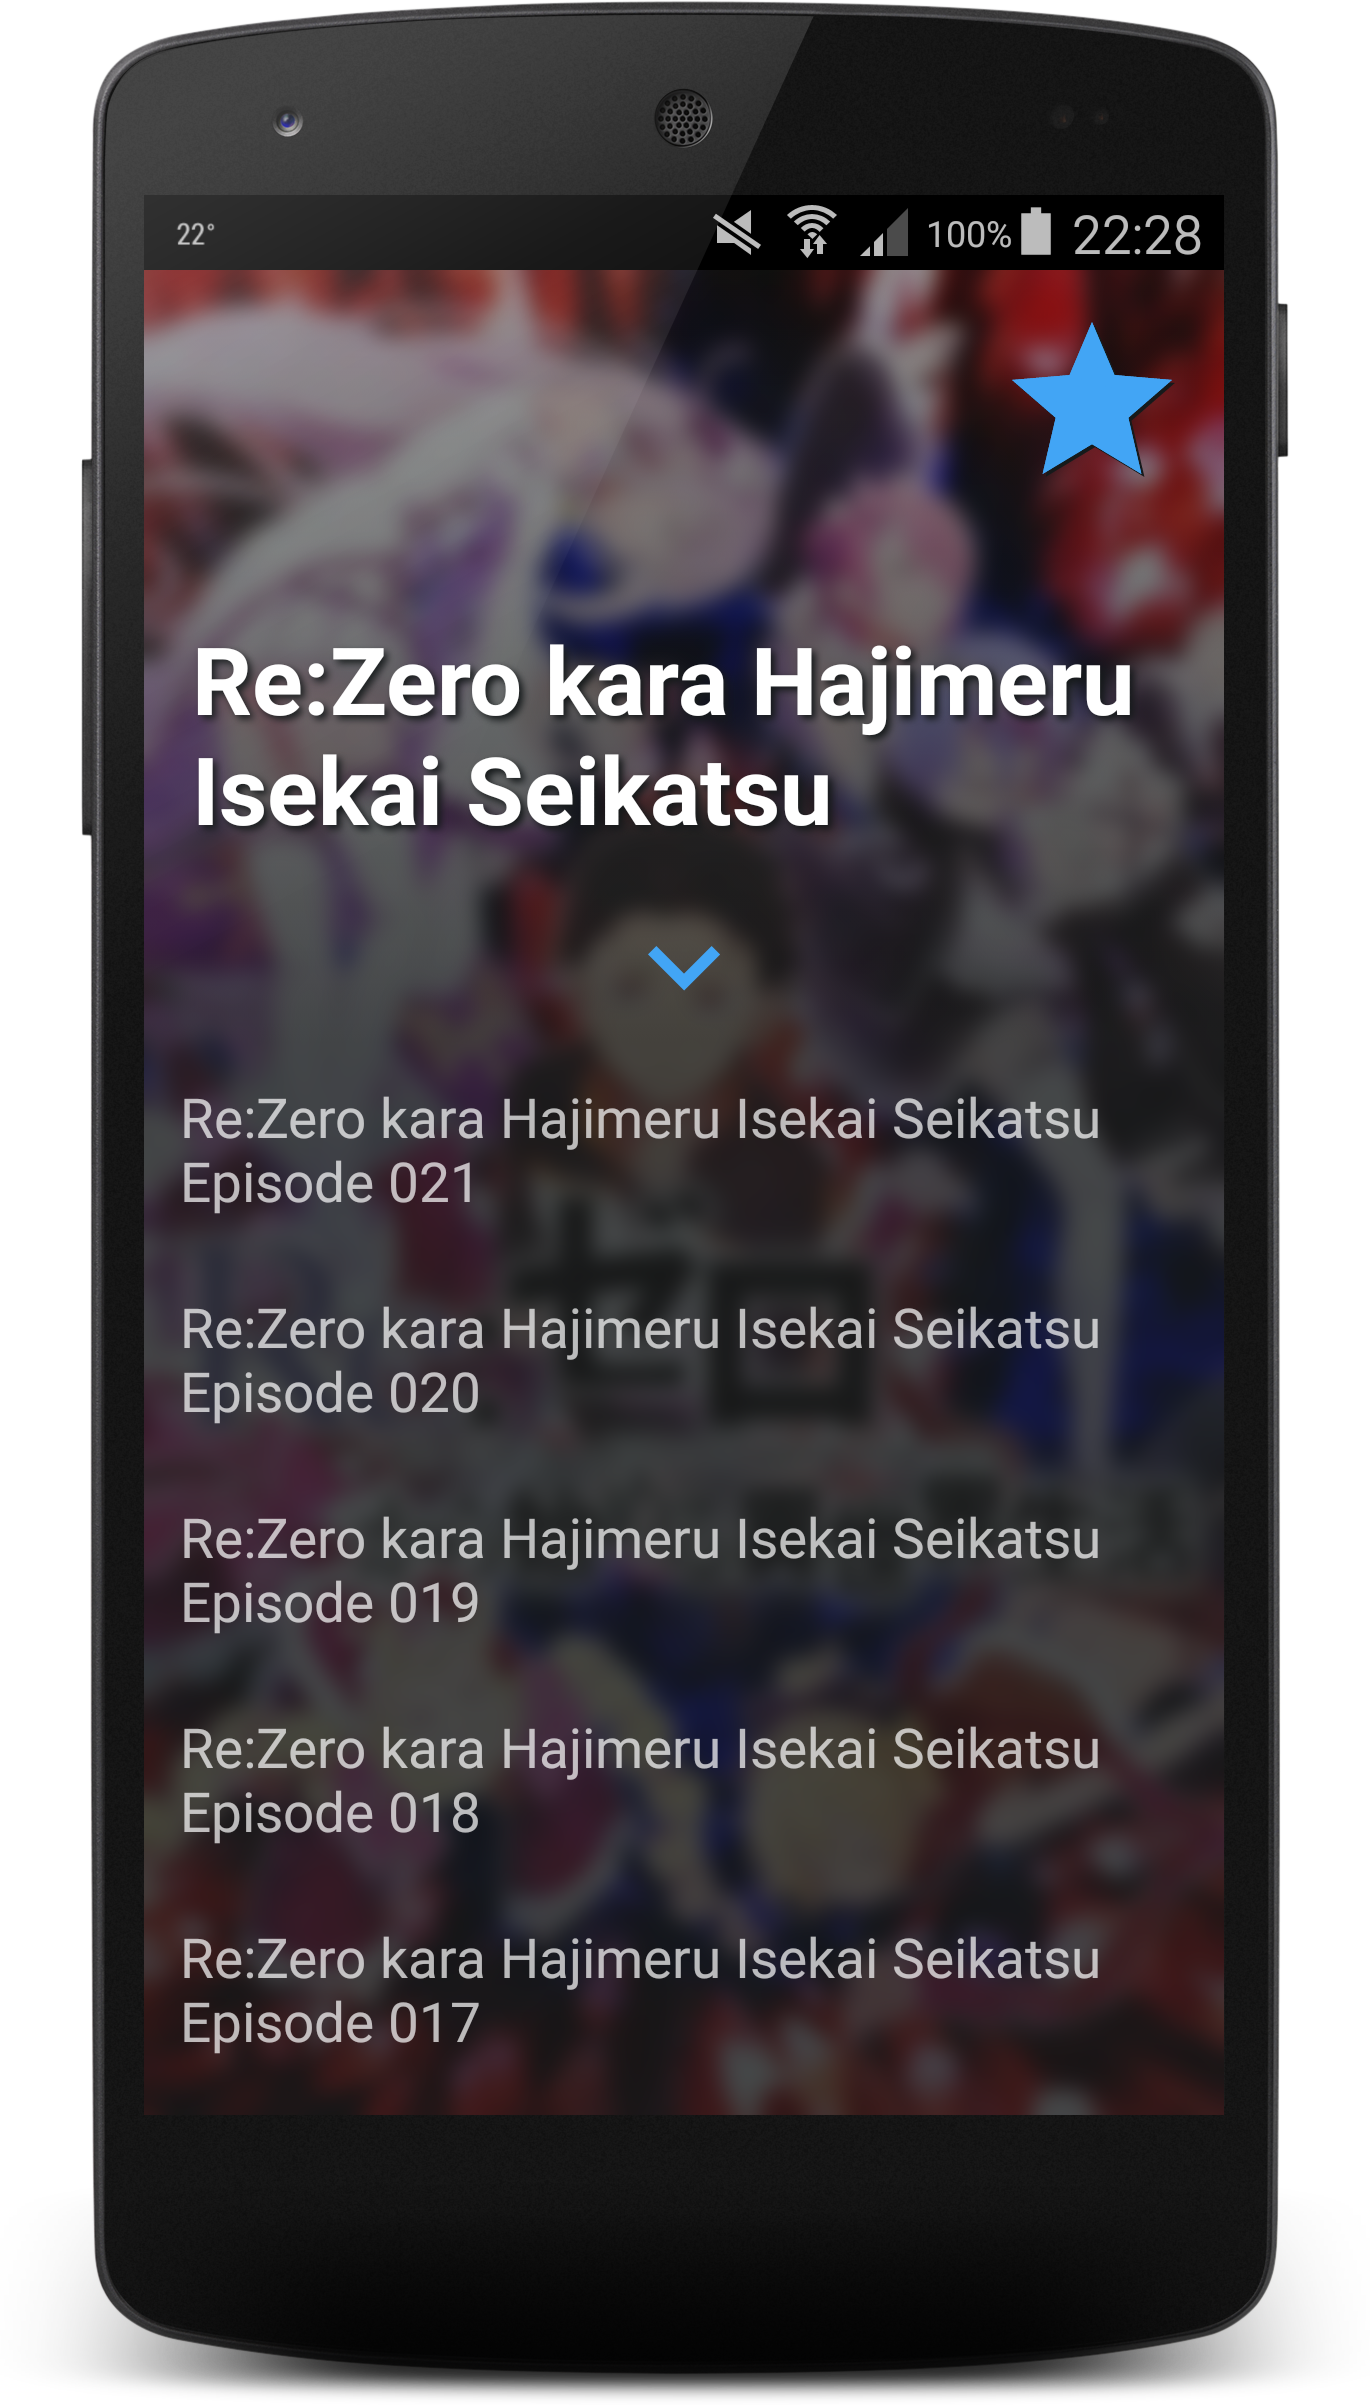 22°
100% 22:28
Re:Zero kara Hajimeru
Isekai Seikatsu
Re:Zero kara Hajimeru Isekai Seikatsu
Episode 021
Re:Zero kara Hajimeru Isekai Seikatsu
Episode 020
Re:Zero kara Hajimeru Isekai Seikatsu
Episode 019
Re:Zero kara Hajimeru Isekai Seikatsu
Episode 018
Re:Zero kara Hajimeru Isekai Seikatsu
Episode 017
ゼロ